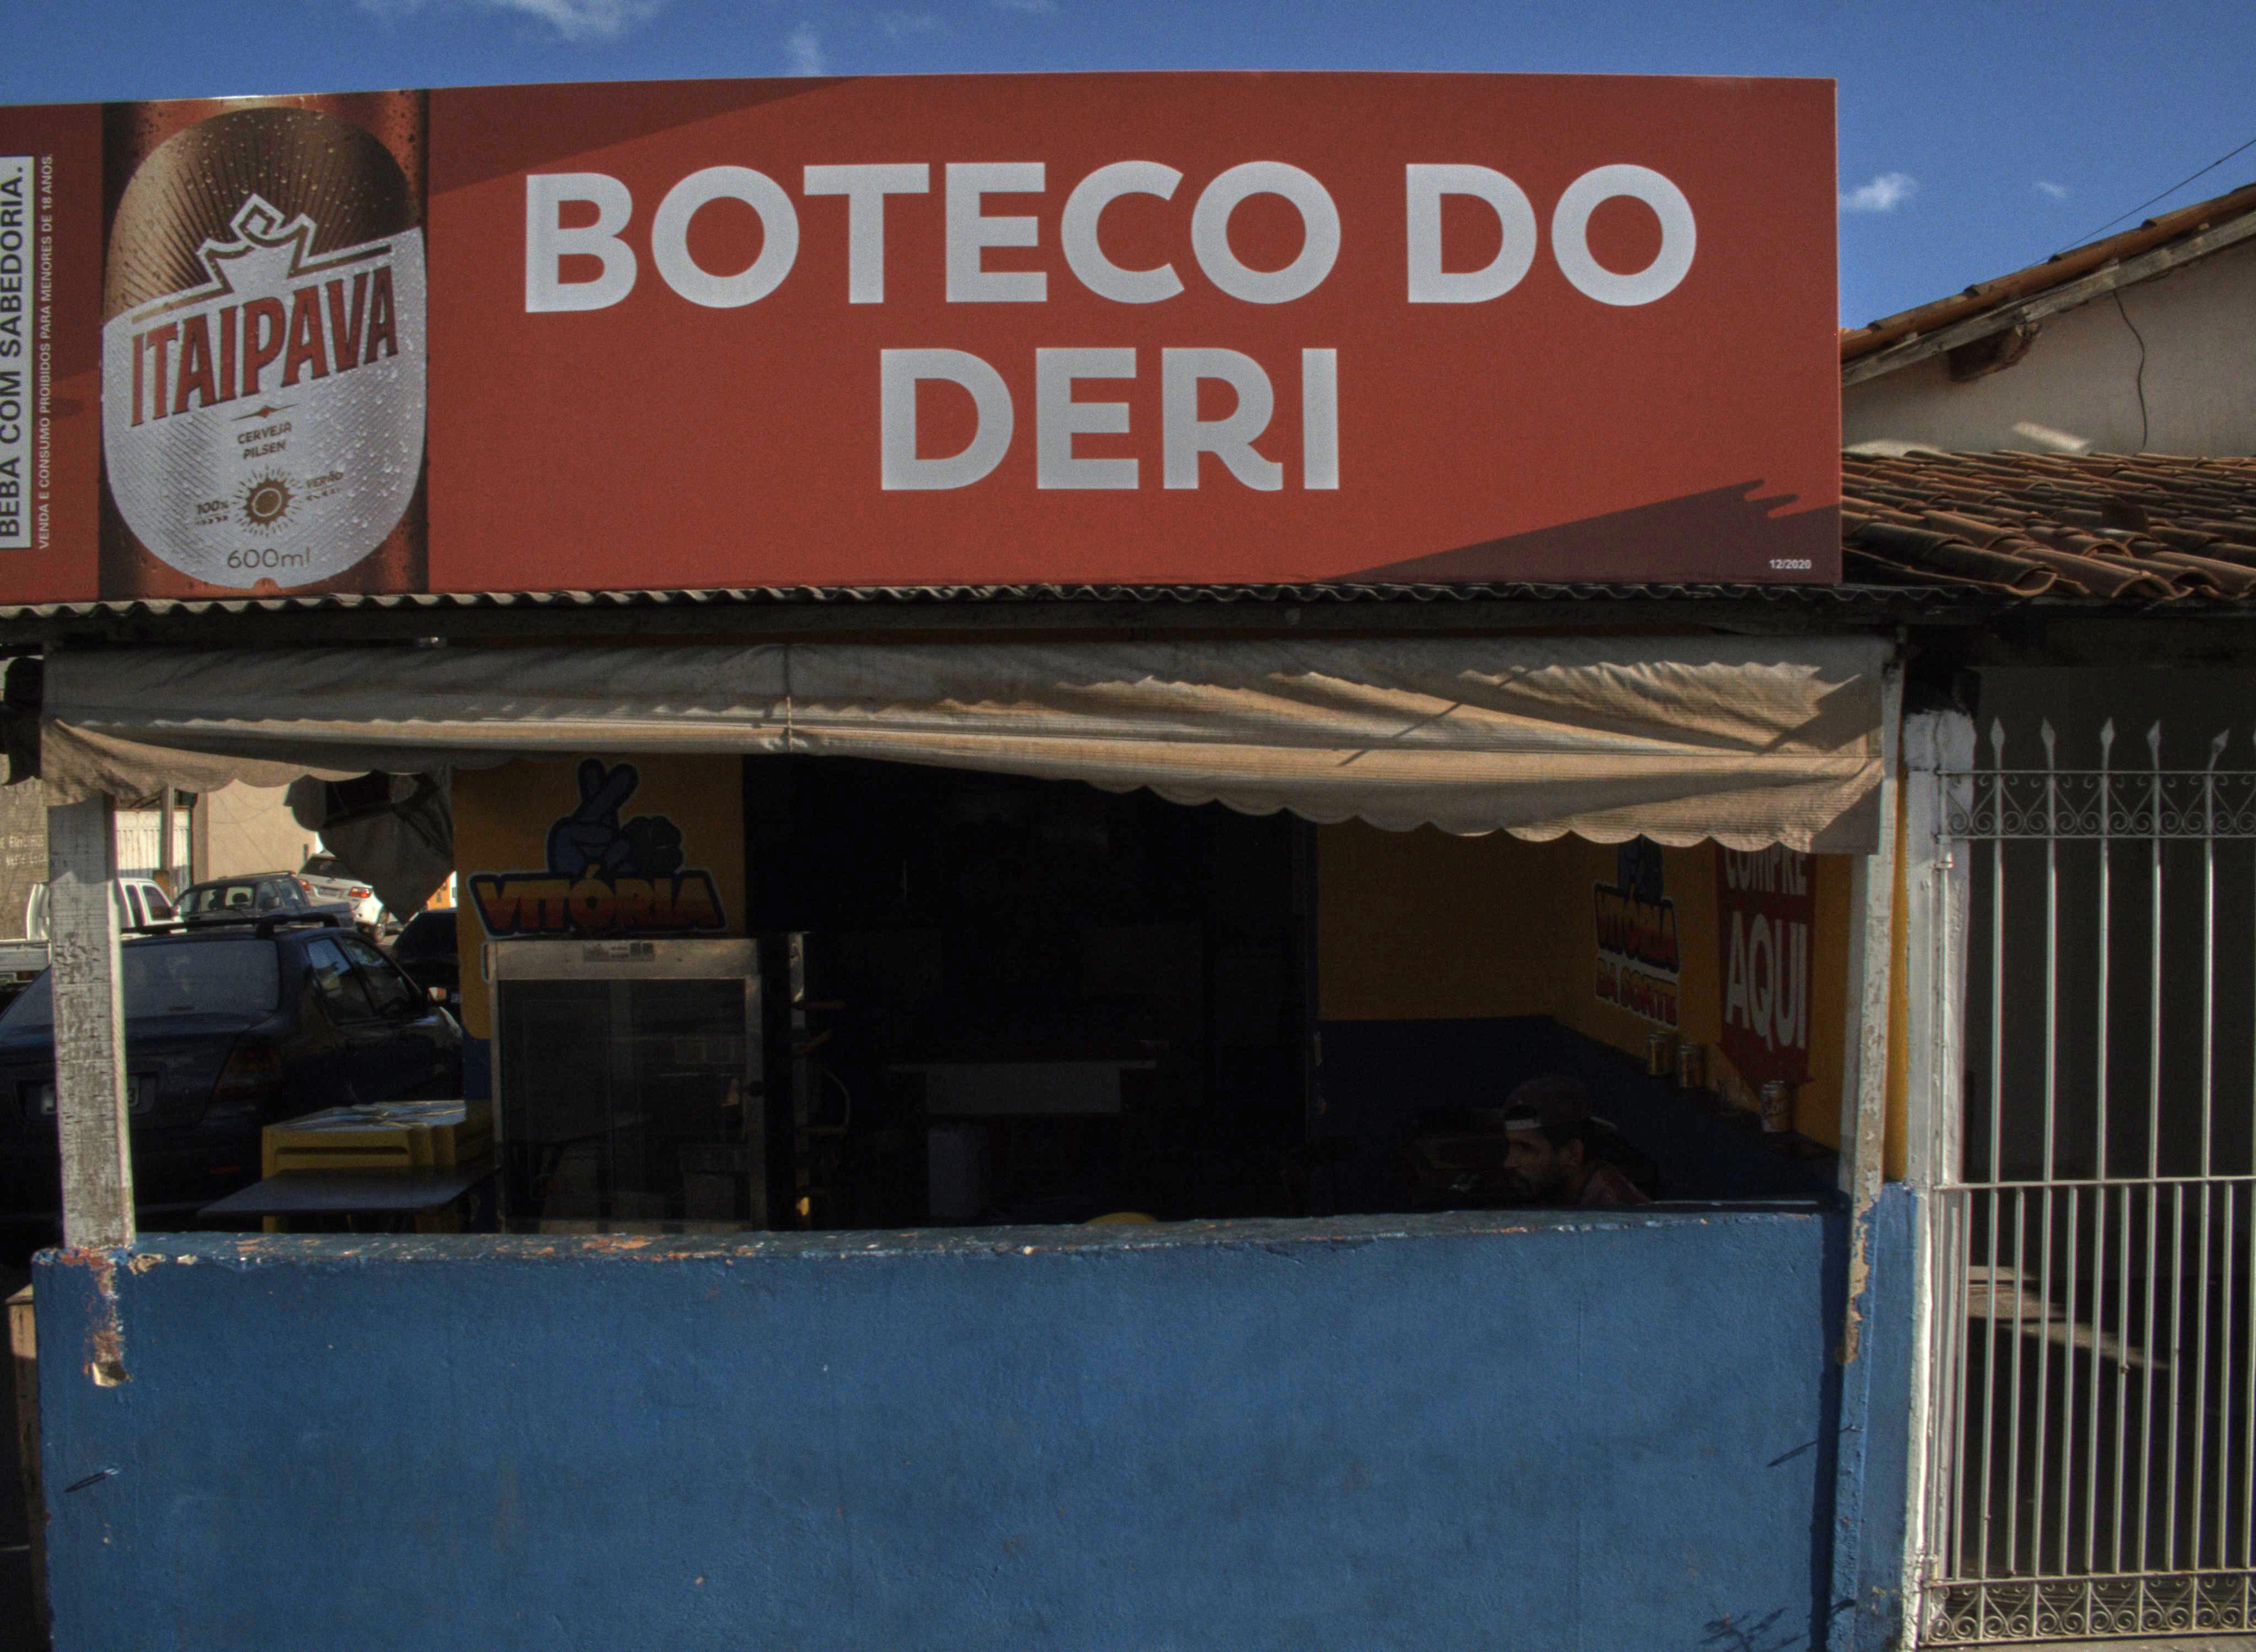 BEBA COM SABEDORIA.
VENDA E CONSUMO PROIBIDOS PARA MENORES DE 18 ANOS.
ITAIPAVA
CERVEJA
PILSEN
100% VERÃO
600ml
BOTECO DO
DERI
12/2020
VITÓRIA
VITÓRIA
DA SORTE
COMPRE
AQUI